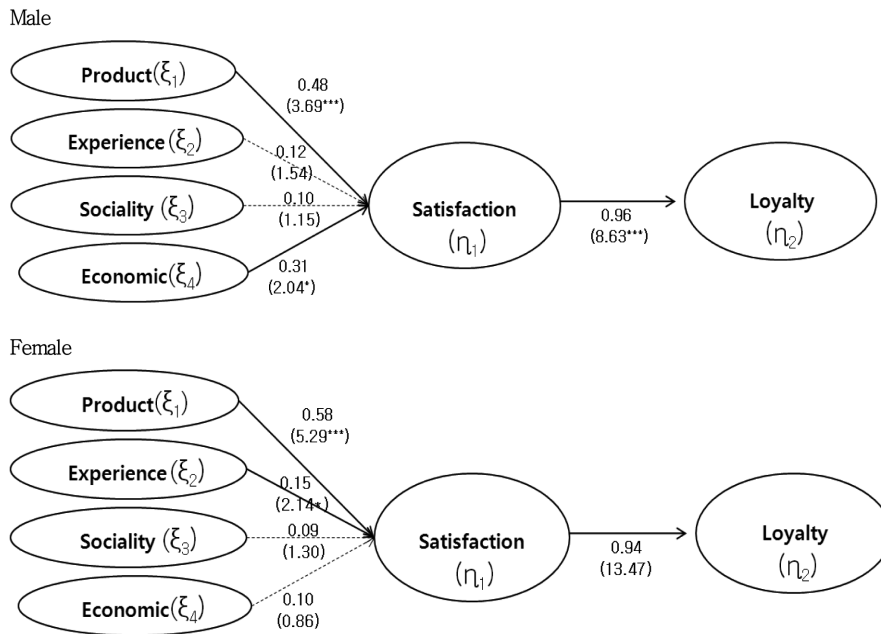 Male
Product(ξ1)
0.48
(3.69***)
Experience(ξ2)
0.12
(1.54)
Sociality (ξ3)
0.10
(1.15)
Satisfaction
(η1)
0.96
(8.63***)
Loyalty
(η2)
Economic(ξ4)
0.31
(2.04*)
Female
Product(ξ1)
0.58
(5.29***)
Experience(ξ2)
0.15
(2.14*)
Sociality (ξ3)
0.09
(1.30)
Satisfaction
(η1)
0.94
(13.47)
Loyalty
(η2)
Economic(ξ4)
0.10
(0.86)